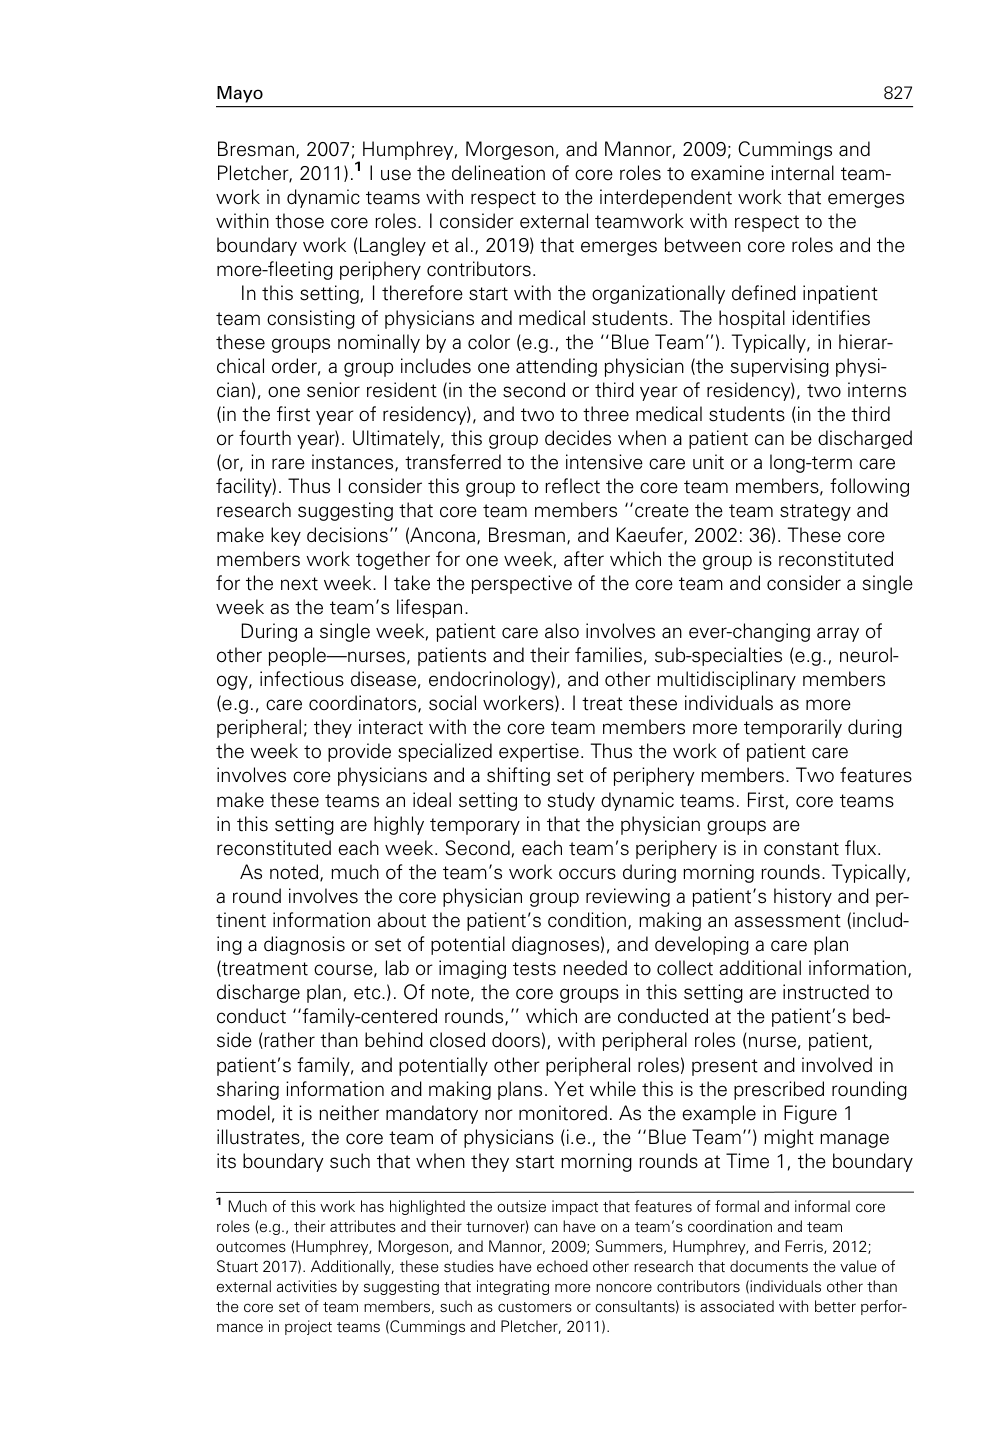 Mayo 827
Bresman, 2007; Humphrey, Morgeson, and Mannor, 2009; Cummings and
Pletcher, 2011).1 I use the delineation of core roles to examine internal team-
work in dynamic teams with respect to the interdependent work that emerges
within those core roles. I consider external teamwork with respect to the
boundary work (Langley et al., 2019) that emerges between core roles and the
more-fleeting periphery contributors.
In this setting, I therefore start with the organizationally defined inpatient
team consisting of physicians and medical students. The hospital identifies
these groups nominally by a color (e.g., the ''Blue Team''). Typically, in hierar-
chical order, a group includes one attending physician (the supervising physi-
cian), one senior resident (in the second or third year of residency), two interns
(in the first year of residency), and two to three medical students (in the third
or fourth year). Ultimately, this group decides when a patient can be discharged
(or, in rare instances, transferred to the intensive care unit or a long-term care
facility). Thus I consider this group to reflect the core team members, following
research suggesting that core team members ''create the team strategy and
make key decisions'' (Ancona, Bresman, and Kaeufer, 2002: 36). These core
members work together for one week, after which the group is reconstituted
for the next week. I take the perspective of the core team and consider a single
week as the team's lifespan.
During a single week, patient care also involves an ever-changing array of
other people—nurses, patients and their families, sub-specialties (e.g., neurol-
ogy, infectious disease, endocrinology), and other multidisciplinary members
(e.g., care coordinators, social workers). I treat these individuals as more
peripheral; they interact with the core team members more temporarily during
the week to provide specialized expertise. Thus the work of patient care
involves core physicians and a shifting set of periphery members. Two features
make these teams an ideal setting to study dynamic teams. First, core teams
in this setting are highly temporary in that the physician groups are
reconstituted each week. Second, each team's periphery is in constant flux.
As noted, much of the team's work occurs during morning rounds. Typically,
a round involves the core physician group reviewing a patient's history and per-
tinent information about the patient's condition, making an assessment (includ-
ing a diagnosis or set of potential diagnoses), and developing a care plan
(treatment course, lab or imaging tests needed to collect additional information,
discharge plan, etc.). Of note, the core groups in this setting are instructed to
conduct ''family-centered rounds,'' which are conducted at the patient's bed-
side (rather than behind closed doors), with peripheral roles (nurse, patient,
patient's family, and potentially other peripheral roles) present and involved in
sharing information and making plans. Yet while this is the prescribed rounding
model, it is neither mandatory nor monitored. As the example in Figure 1
illustrates, the core team of physicians (i.e., the ''Blue Team'') might manage
its boundary such that when they start morning rounds at Time 1, the boundary
1 Much of this work has highlighted the outsize impact that features of formal and informal core
roles (e.g., their attributes and their turnover) can have on a team's coordination and team
outcomes (Humphrey, Morgeson, and Mannor, 2009; Summers, Humphrey, and Ferris, 2012;
Stuart 2017). Additionally, these studies have echoed other research that documents the value of
external activities by suggesting that integrating more noncore contributors (individuals other than
the core set of team members, such as customers or consultants) is associated with better perfor-
mance in project teams (Cummings and Pletcher, 2011).